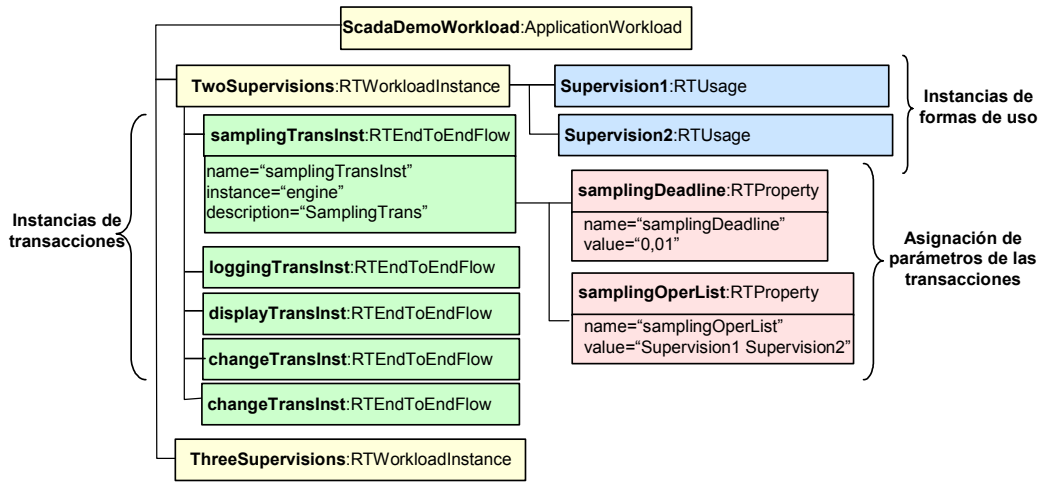 ScadaDemoWorkload:ApplicationWorkload
TwoSupervisions:RTWorkloadInstance
Supervision1:RTUsage
Supervision2:RTUsage
Instancias de
formas de uso
samplingTransInst:RTEndToEndFlow
name=“samplingTransInst”
instance=“engine”
description=“SamplingTrans”
Instancias de
transacciones
samplingDeadline:RTProperty
name=“samplingDeadline”
value=“0,01”
samplingOperList:RTProperty
name=“samplingOperList”
value=“Supervision1 Supervision2”
Asignación de
parámetros de las
transacciones
loggingTransInst:RTEndToEndFlow
displayTransInst:RTEndToEndFlow
changeTransInst:RTEndToEndFlow
changeTransInst:RTEndToEndFlow
ThreeSupervisions:RTWorkloadInstance